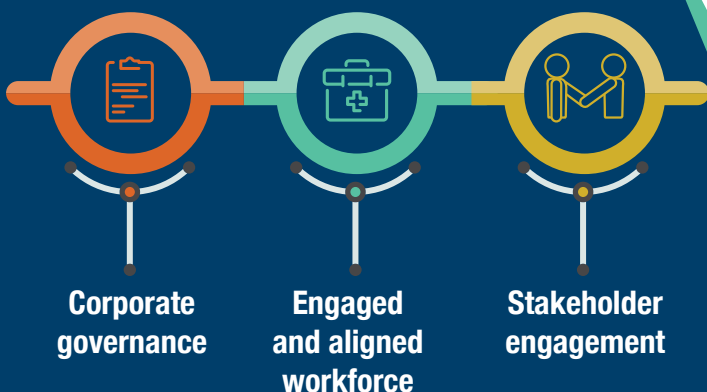 Corporate
governance
Engaged
and aligned
workforce
Stakeholder
engagement